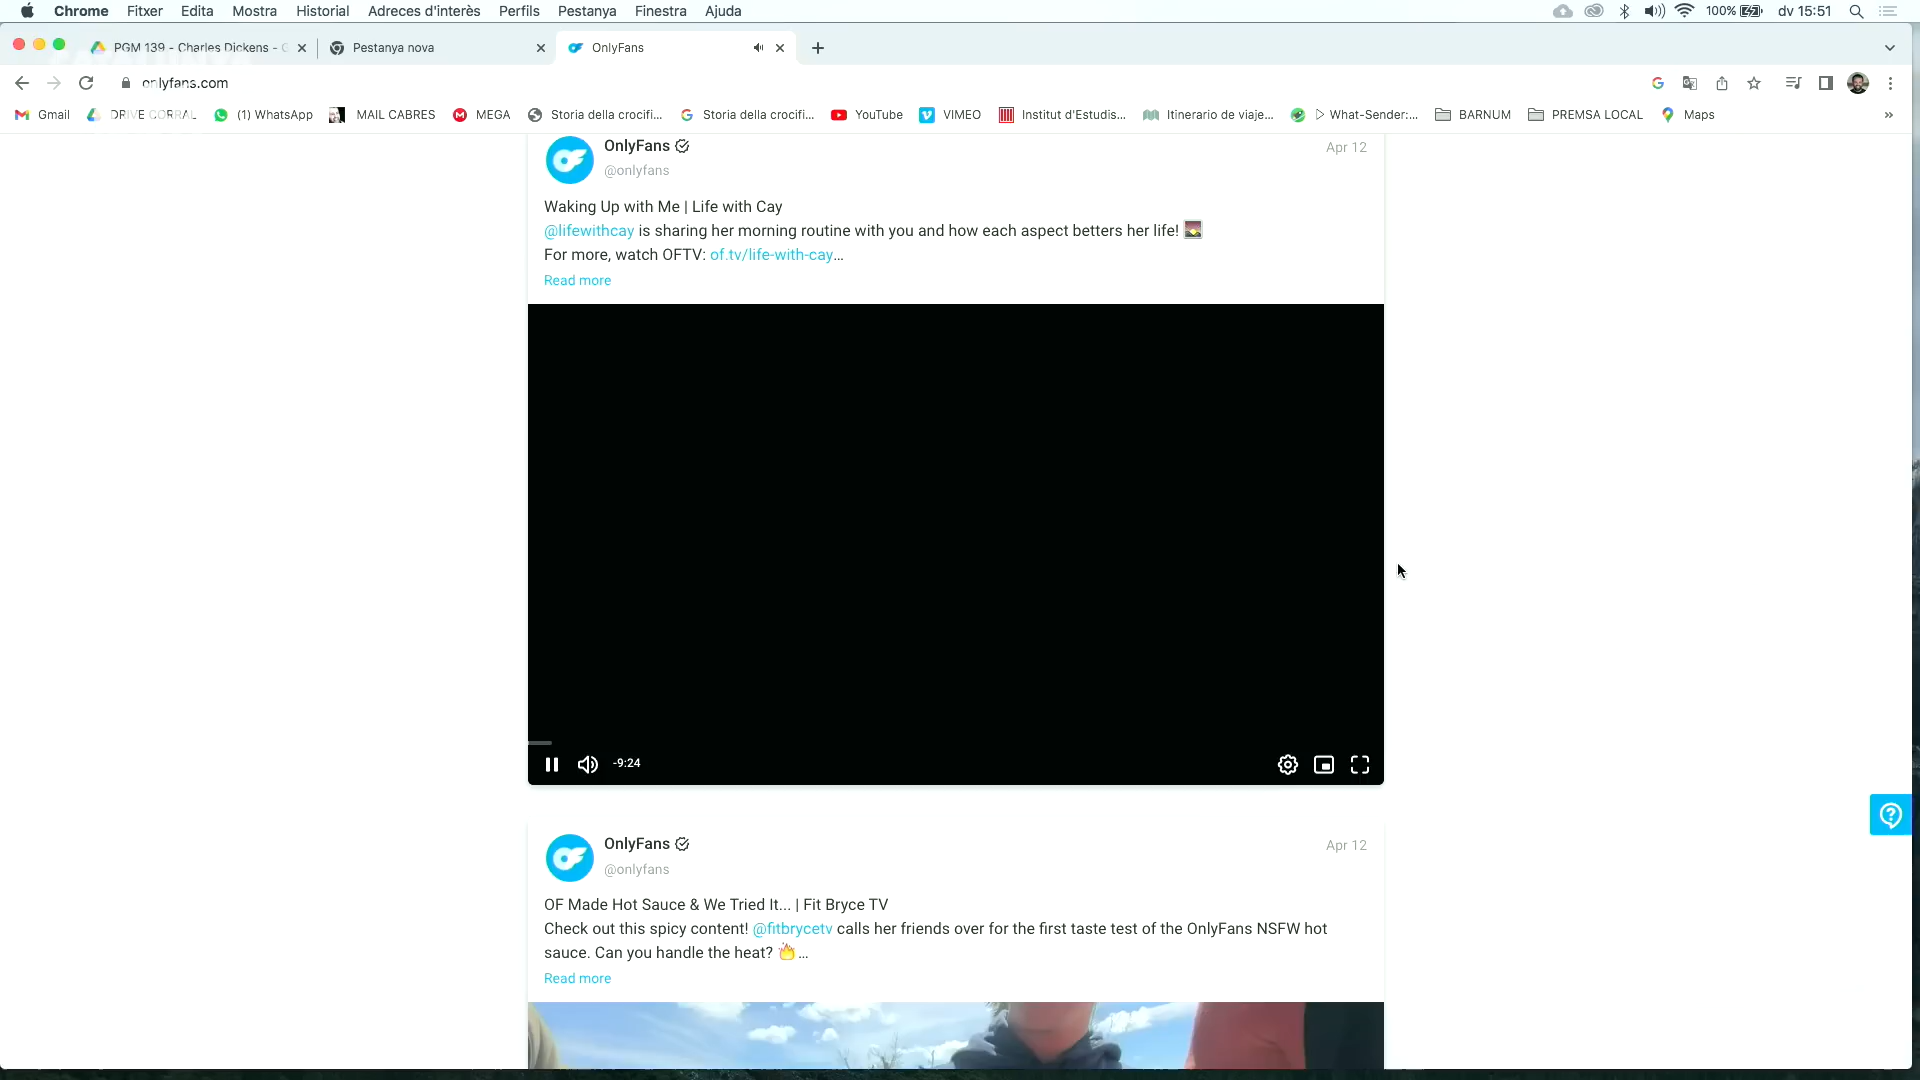 Chrome Fitxer Edita Mostra Historial Adreces d'interès Perfils Pestanya Finestra Ajuda 100% dv 15:51
PGM 139 - Charles Dickens - G Pestanya nova OnlyFans
onlyfans.com
Gmail DRIVE CORRAL (1) WhatsApp MAIL CABRES MEGA Storia della crocifi... Storia della crocifi... YouTube VIMEO Institut d'Estudis... Itinerario de viaje... What-Sender:... BARNUM PREMSA LOCAL Maps »
OnlyFans Apr 12
@onlyfans
Waking Up with Me | Life with Cay
@lifewithcay is sharing her morning routine with you and how each aspect betters her life! 🌄
For more, watch OFTV: of.tv/life-with-cay…
Read more
-9:24
OnlyFans Apr 12
@onlyfans
OF Made Hot Sauce & We Tried It... | Fit Bryce TV
Check out this spicy content! @fitbrycetv calls her friends over for the first taste test of the OnlyFans NSFW hot
sauce. Can you handle the heat? 🔥…
Read more